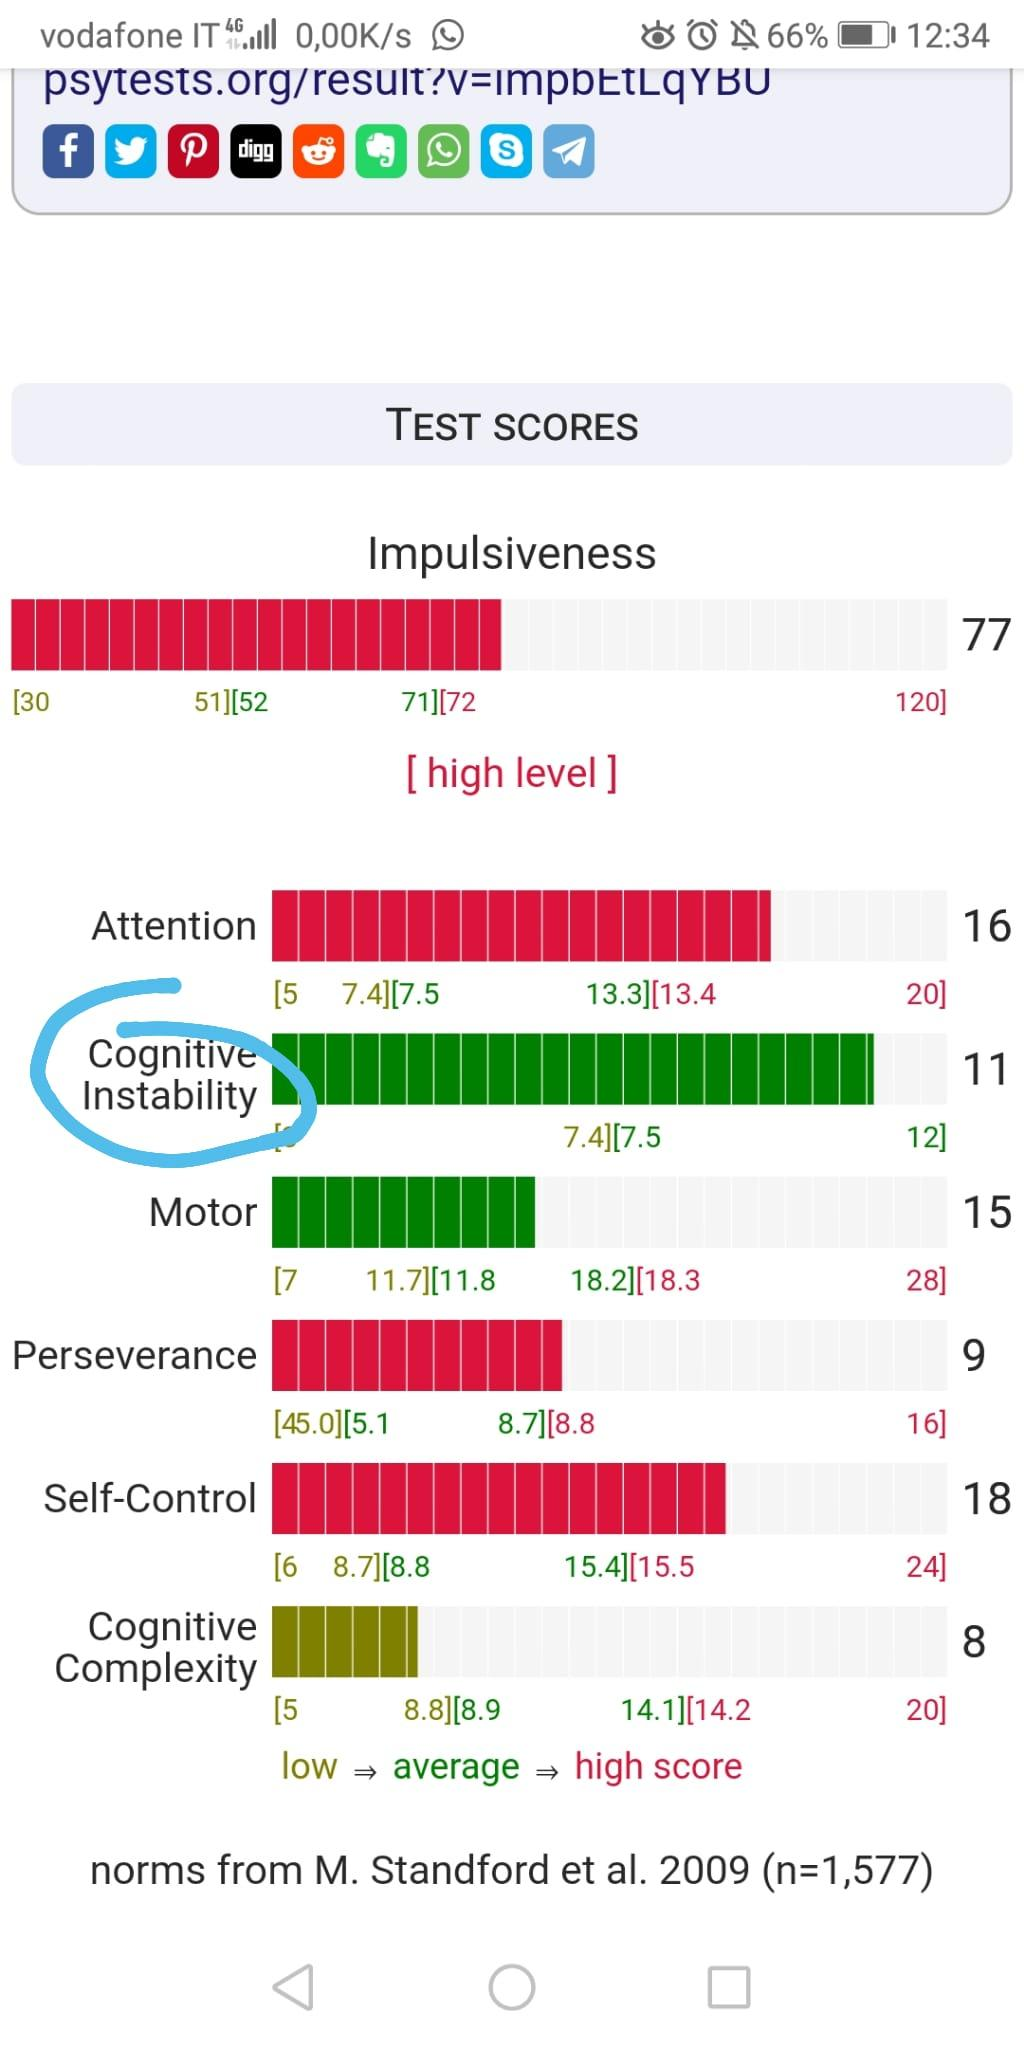 vodafone IT 4G 0,00K/s 66% 12:34
psytests.org/result?v=impbEtLqYBU
digg
TEST SCORES
Impulsiveness
77
[30 51][52 71][72 120]
[ high level ]
Attention 16
[5 7.4][7.5 13.3][13.4 20]
Cognitive
Instability 11
7.4][7.5 12]
Motor 15
[7 11.7][11.8 18.2][18.3 28]
Perseverance 9
[45.0][5.1 8.7][8.8 16]
Self-Control 18
[6 8.7][8.8 15.4][15.5 24]
Cognitive
Complexity 8
[5 8.8][8.9 14.1][14.2 20]
low ⇒ average ⇒ high score
norms from M. Standford et al. 2009 (n=1,577)